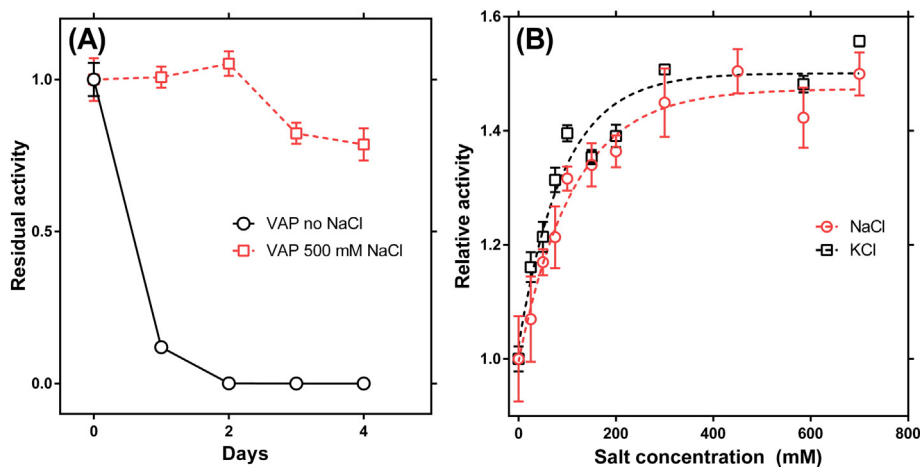 (A)
Residual activity
1.0
0.5
0.0
VAP no NaCl
VAP 500 mM NaCl
0
2
4
Days
(B)
Relative activity
1.6
1.4
1.2
1.0
NaCl
KCl
0
200
400
600
800
Salt concentration (mM)